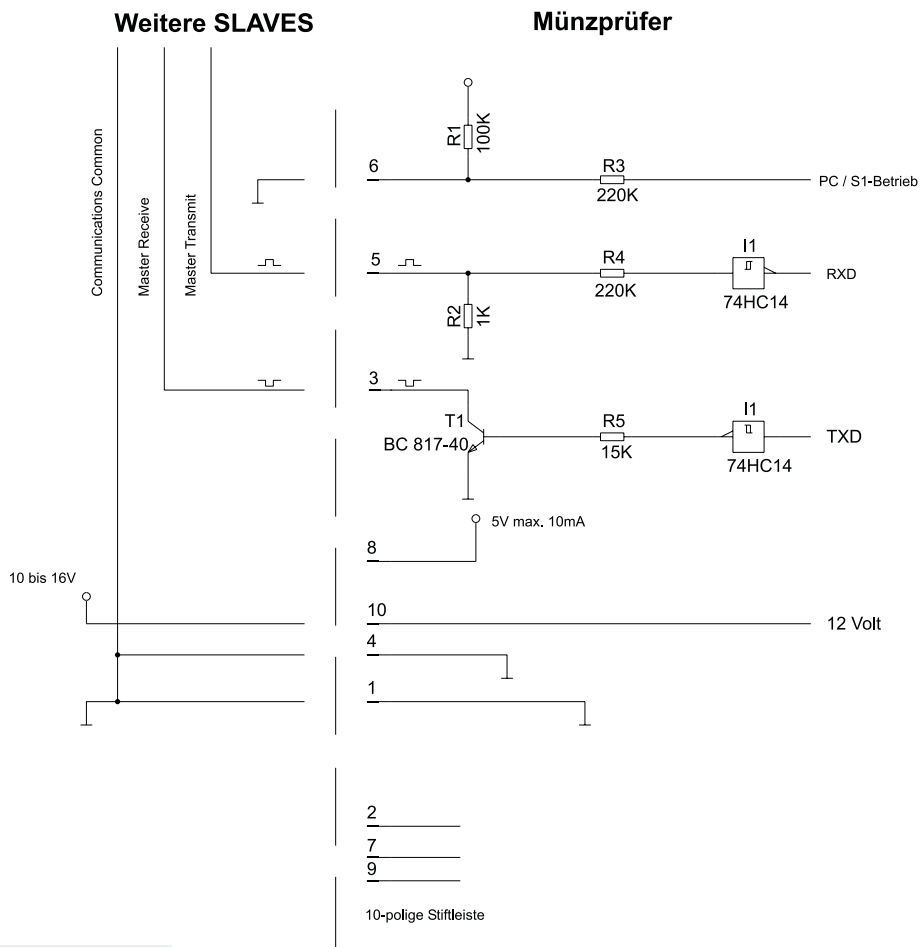 Weitere SLAVES
Münzprüfer
Communications Common
Master Receive
Master Transmit
R1
100K
6
R3
220K
PC / S1-Betrieb
5
R4
220K
I1
74HC14
RXD
R2
1K
3
T1
BC 817-40
R5
15K
I1
74HC14
TXD
5V max. 10mA
8
10 bis 16V
10
12 Volt
4
1
2
7
9
10-polige Stiftleiste